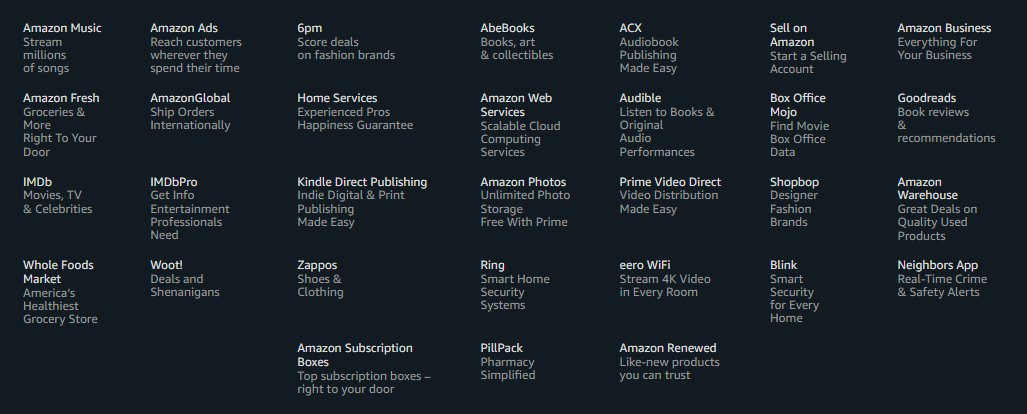 Amazon Music
Stream
millions
of songs
Amazon Ads
Reach customers
wherever they
spend their time
6pm
Score deals
on fashion brands
AbeBooks
Books, art
& collectibles
ACX
Audiobook
Publishing
Made Easy
Sell on
Amazon
Start a Selling
Account
Amazon Business
Everything For
Your Business
Amazon Fresh
Groceries &
More
Right To Your
Door
AmazonGlobal
Ship Orders
Internationally
Home Services
Experienced Pros
Happiness Guarantee
Amazon Web
Services
Scalable Cloud
Computing
Services
Audible
Listen to Books &
Original
Audio
Performances
Box Office
Mojo
Find Movie
Box Office
Data
Goodreads
Book reviews
&
recommendations
IMDb
Movies, TV
& Celebrities
IMDbPro
Get Info
Entertainment
Professionals
Need
Kindle Direct Publishing
Indie Digital & Print
Publishing
Made Easy
Amazon Photos
Unlimited Photo
Storage
Free With Prime
Prime Video Direct
Video Distribution
Made Easy
Shopbop
Designer
Fashion
Brands
Amazon
Warehouse
Great Deals on
Quality Used
Products
Whole Foods
Market
America's
Healthiest
Grocery Store
Woot!
Deals and
Shenanigans
Zappos
Shoes &
Clothing
Ring
Smart Home
Security
Systems
eero WiFi
Stream 4K Video
in Every Room
Blink
Smart
Security
for Every
Home
Neighbors App
Real-Time Crime
& Safety Alerts
Amazon Subscription
Boxes
Top subscription boxes –
right to your door
PillPack
Pharmacy
Simplified
Amazon Renewed
Like-new products
you can trust